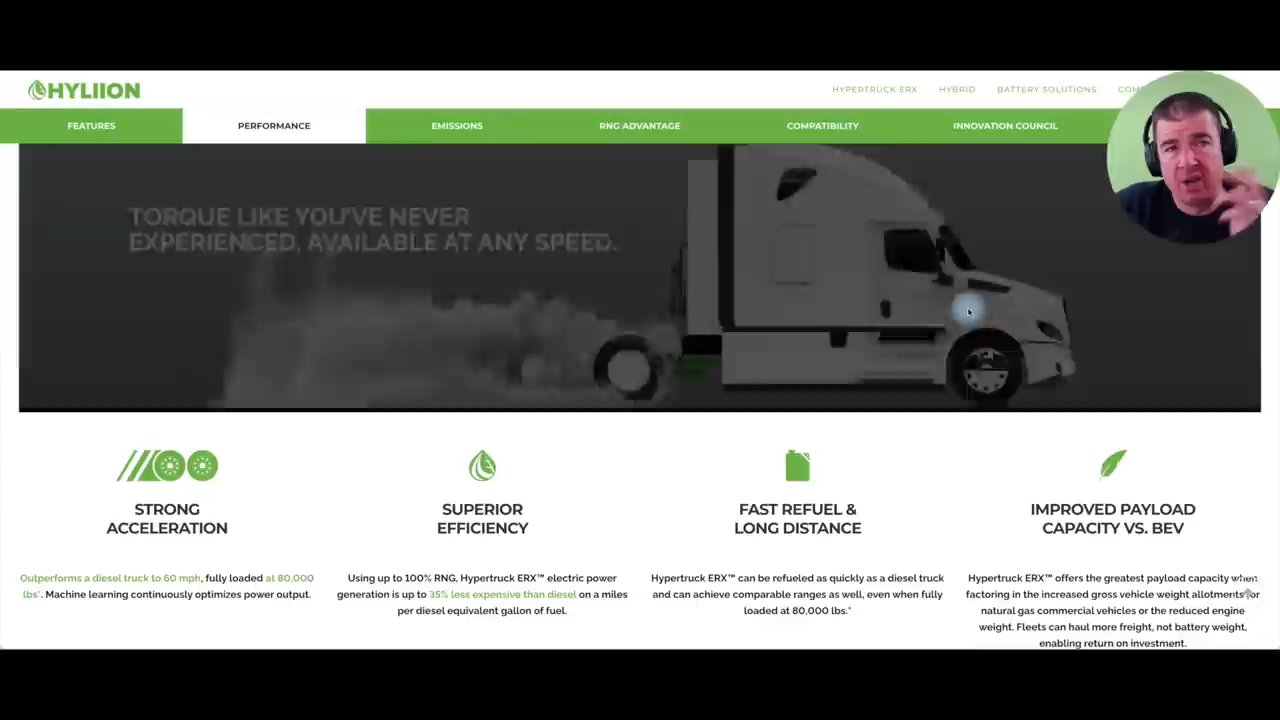 HYLIION
HYPERTRUCK ERX HYBRID BATTERY SOLUTIONS
FEATURES PERFORMANCE EMISSIONS RNG ADVANTAGE COMPATIBILITY INNOVATION COUNCIL
TORQUE LIKE YOU'VE NEVER
EXPERIENCED, AVAILABLE AT ANY SPEED.
STRONG
ACCELERATION
Outperforms a diesel truck to 60 mph, fully loaded at 80,000
lbs*. Machine learning continuously optimizes power output.
SUPERIOR
EFFICIENCY
Using up to 100% RNG, Hypertruck ERX™ electric power
generation is up to 35% less expensive than diesel on a miles
per diesel equivalent gallon of fuel.
FAST REFUEL &
LONG DISTANCE
Hypertruck ERX™ can be refueled as quickly as a diesel truck
and can achieve comparable ranges as well, even when fully
loaded at 80,000 lbs.*
IMPROVED PAYLOAD
CAPACITY VS. BEV
Hypertruck ERX™ offers the greatest payload capacity when
factoring in the increased gross vehicle weight allotments for
natural gas commercial vehicles or the reduced engine
weight. Fleets can haul more freight, not battery weight,
enabling return on investment.